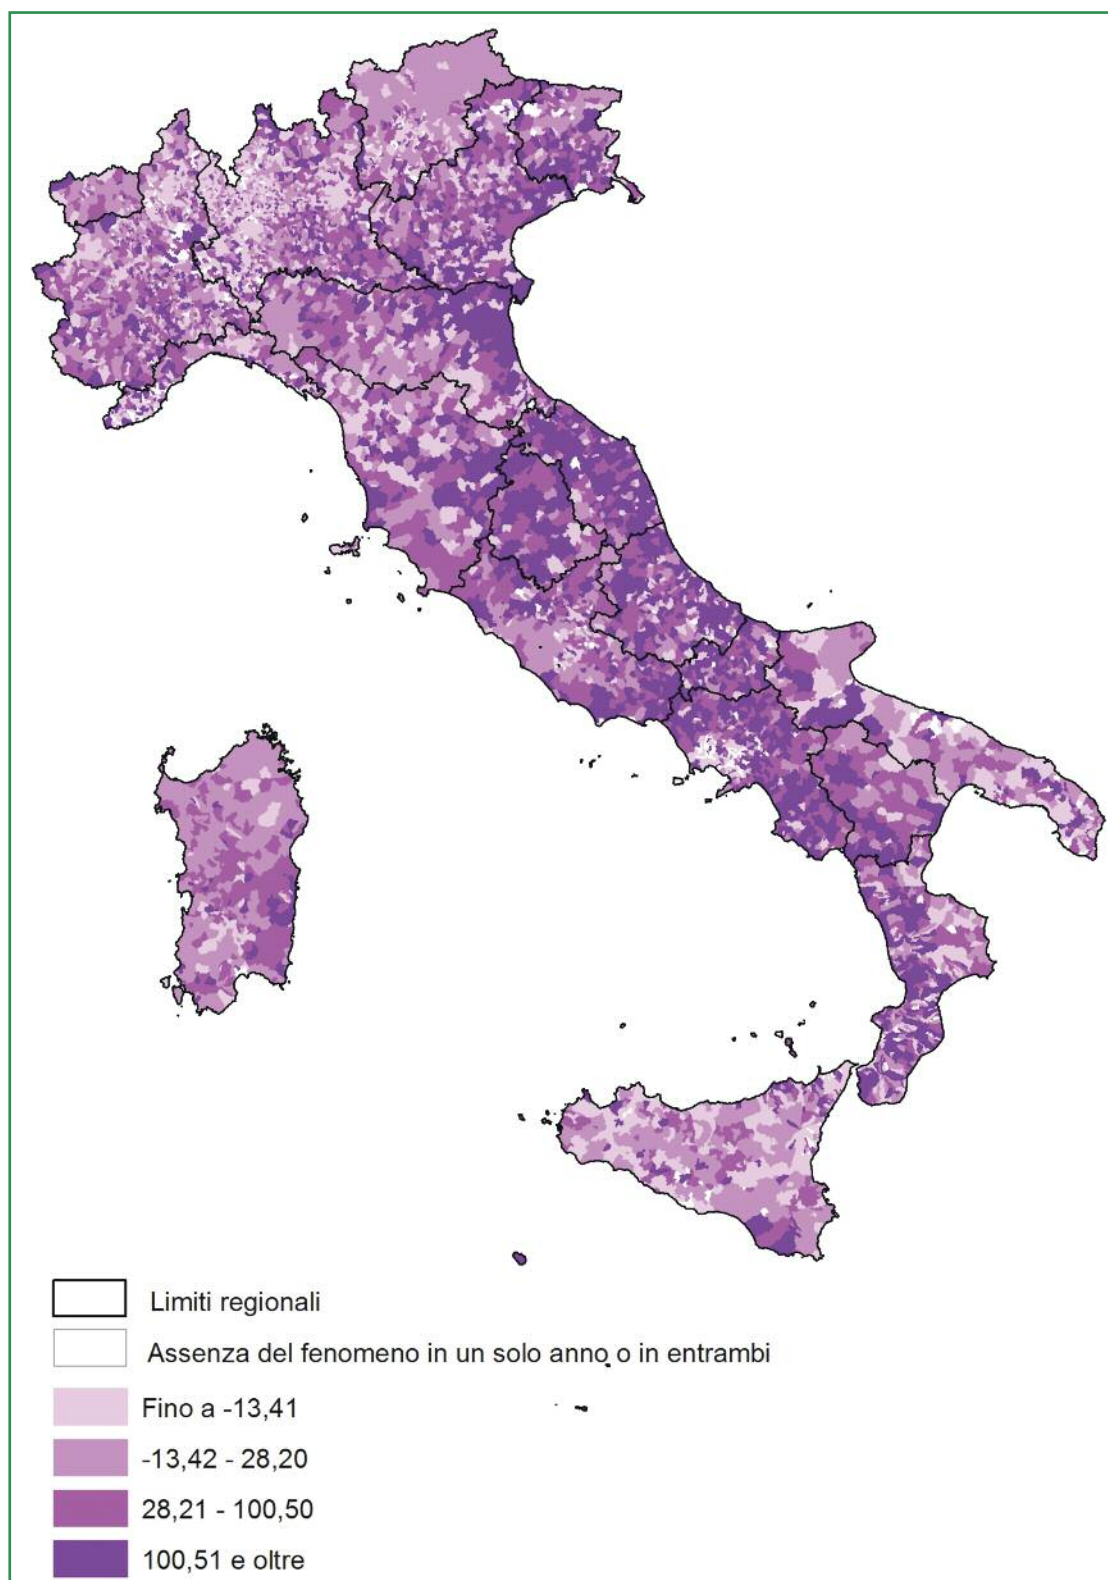 Limiti regionali
Assenza del fenomeno in un solo anno o in entrambi
Fino a -13,41
-13,42 - 28,20
28,21 - 100,50
100,51 e oltre